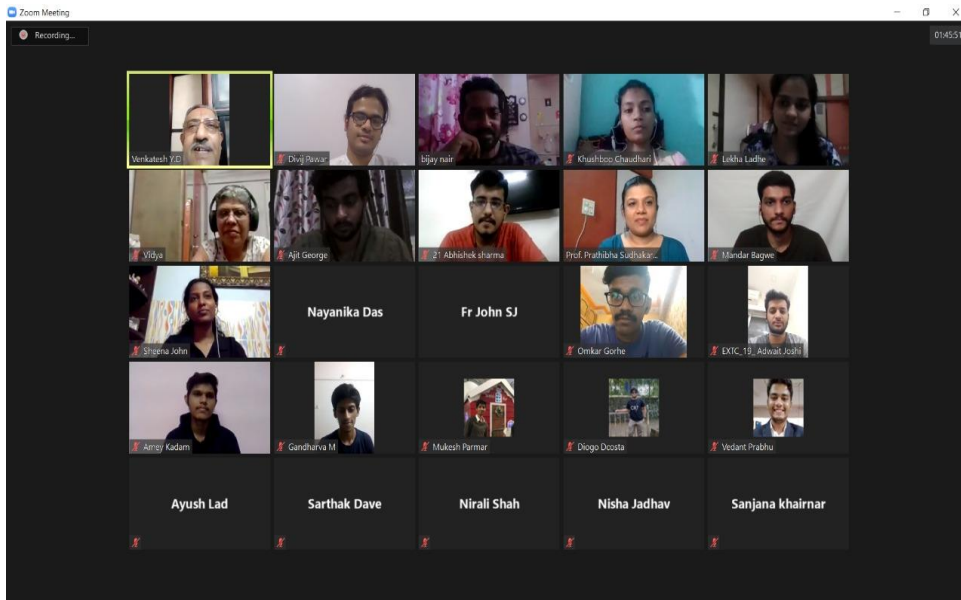 Zoom Meeting
Recording...
01:45:51
Venkatesh Y.D
Divij Pawar
bijay nair
Khushboo Chaudhari
Lekha Ladhe
Vidya
Ajit George
21 Abhishek sharma
Prof. Prathibha Sudhakar...
Mandar Bagwe
Sheena John
Nayanika Das
Fr John SJ
Omkar Gorhe
EXTC_19_ Adwait Joshi
Amey Kadam
Gandharva M
Mukesh Parmar
Diogo Dcosta
Vedant Prabhu
Ayush Lad
Sarthak Dave
Nirali Shah
Nisha Jadhav
Sanjana khairnar